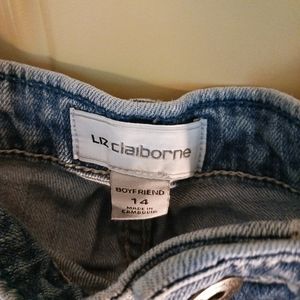 Liz claiborne
BOYFRIEND
14
MADE IN
CAMBODIA